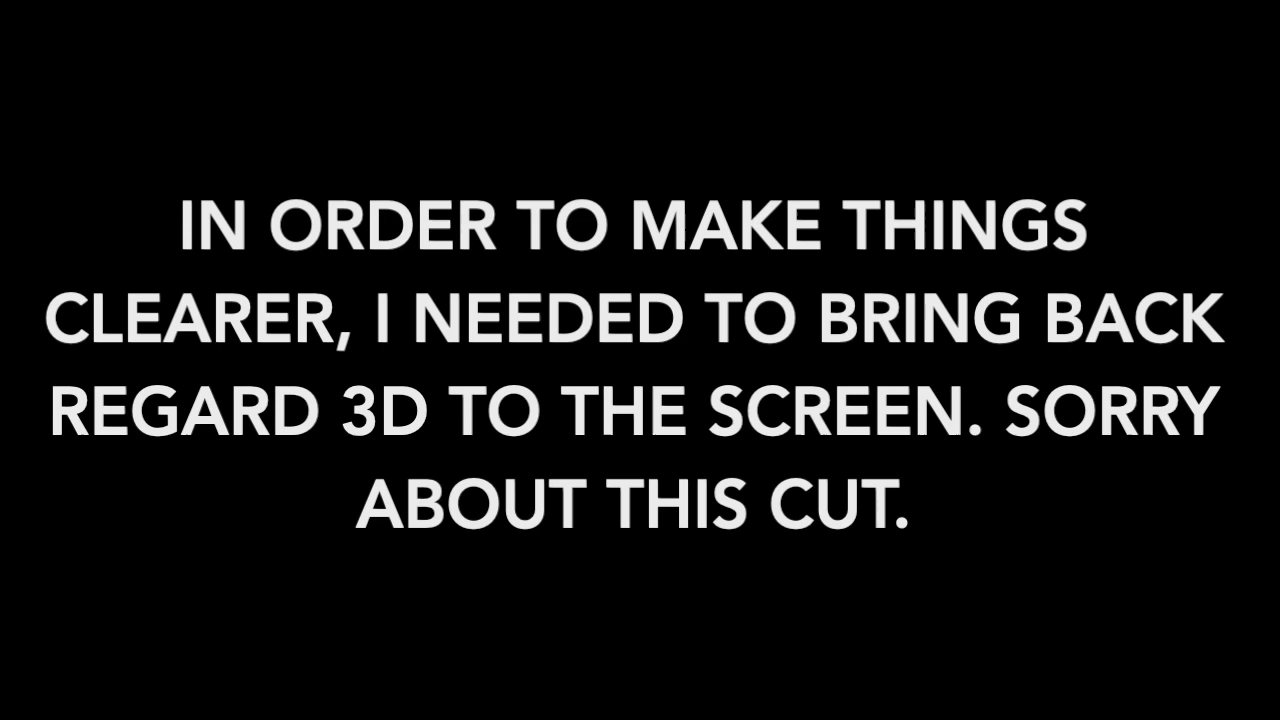 IN ORDER TO MAKE THINGS
CLEARER, I NEEDED TO BRING BACK
REGARD 3D TO THE SCREEN. SORRY
ABOUT THIS CUT.